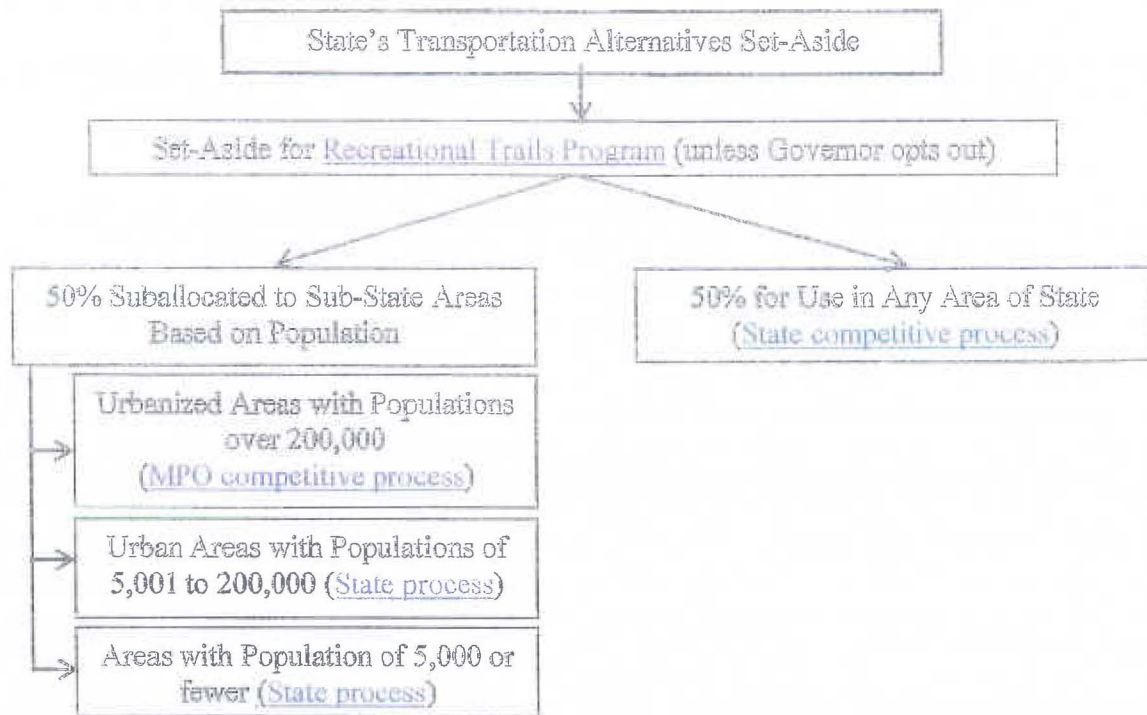 State's Transportation Alternatives Set-Aside
Set-Aside for Recreational Trails Program (unless Governor opts out)
50% Suballocated to Sub-State Areas
Based on Population
Urbanized Areas with Populations
over 200,000
(MPO competitive process)
Urban Areas with Populations of
5,001 to 200,000 (State process)
Areas with Population of 5,000 or
fewer (State process)
50% for Use in Any Area of State
(State competitive process)